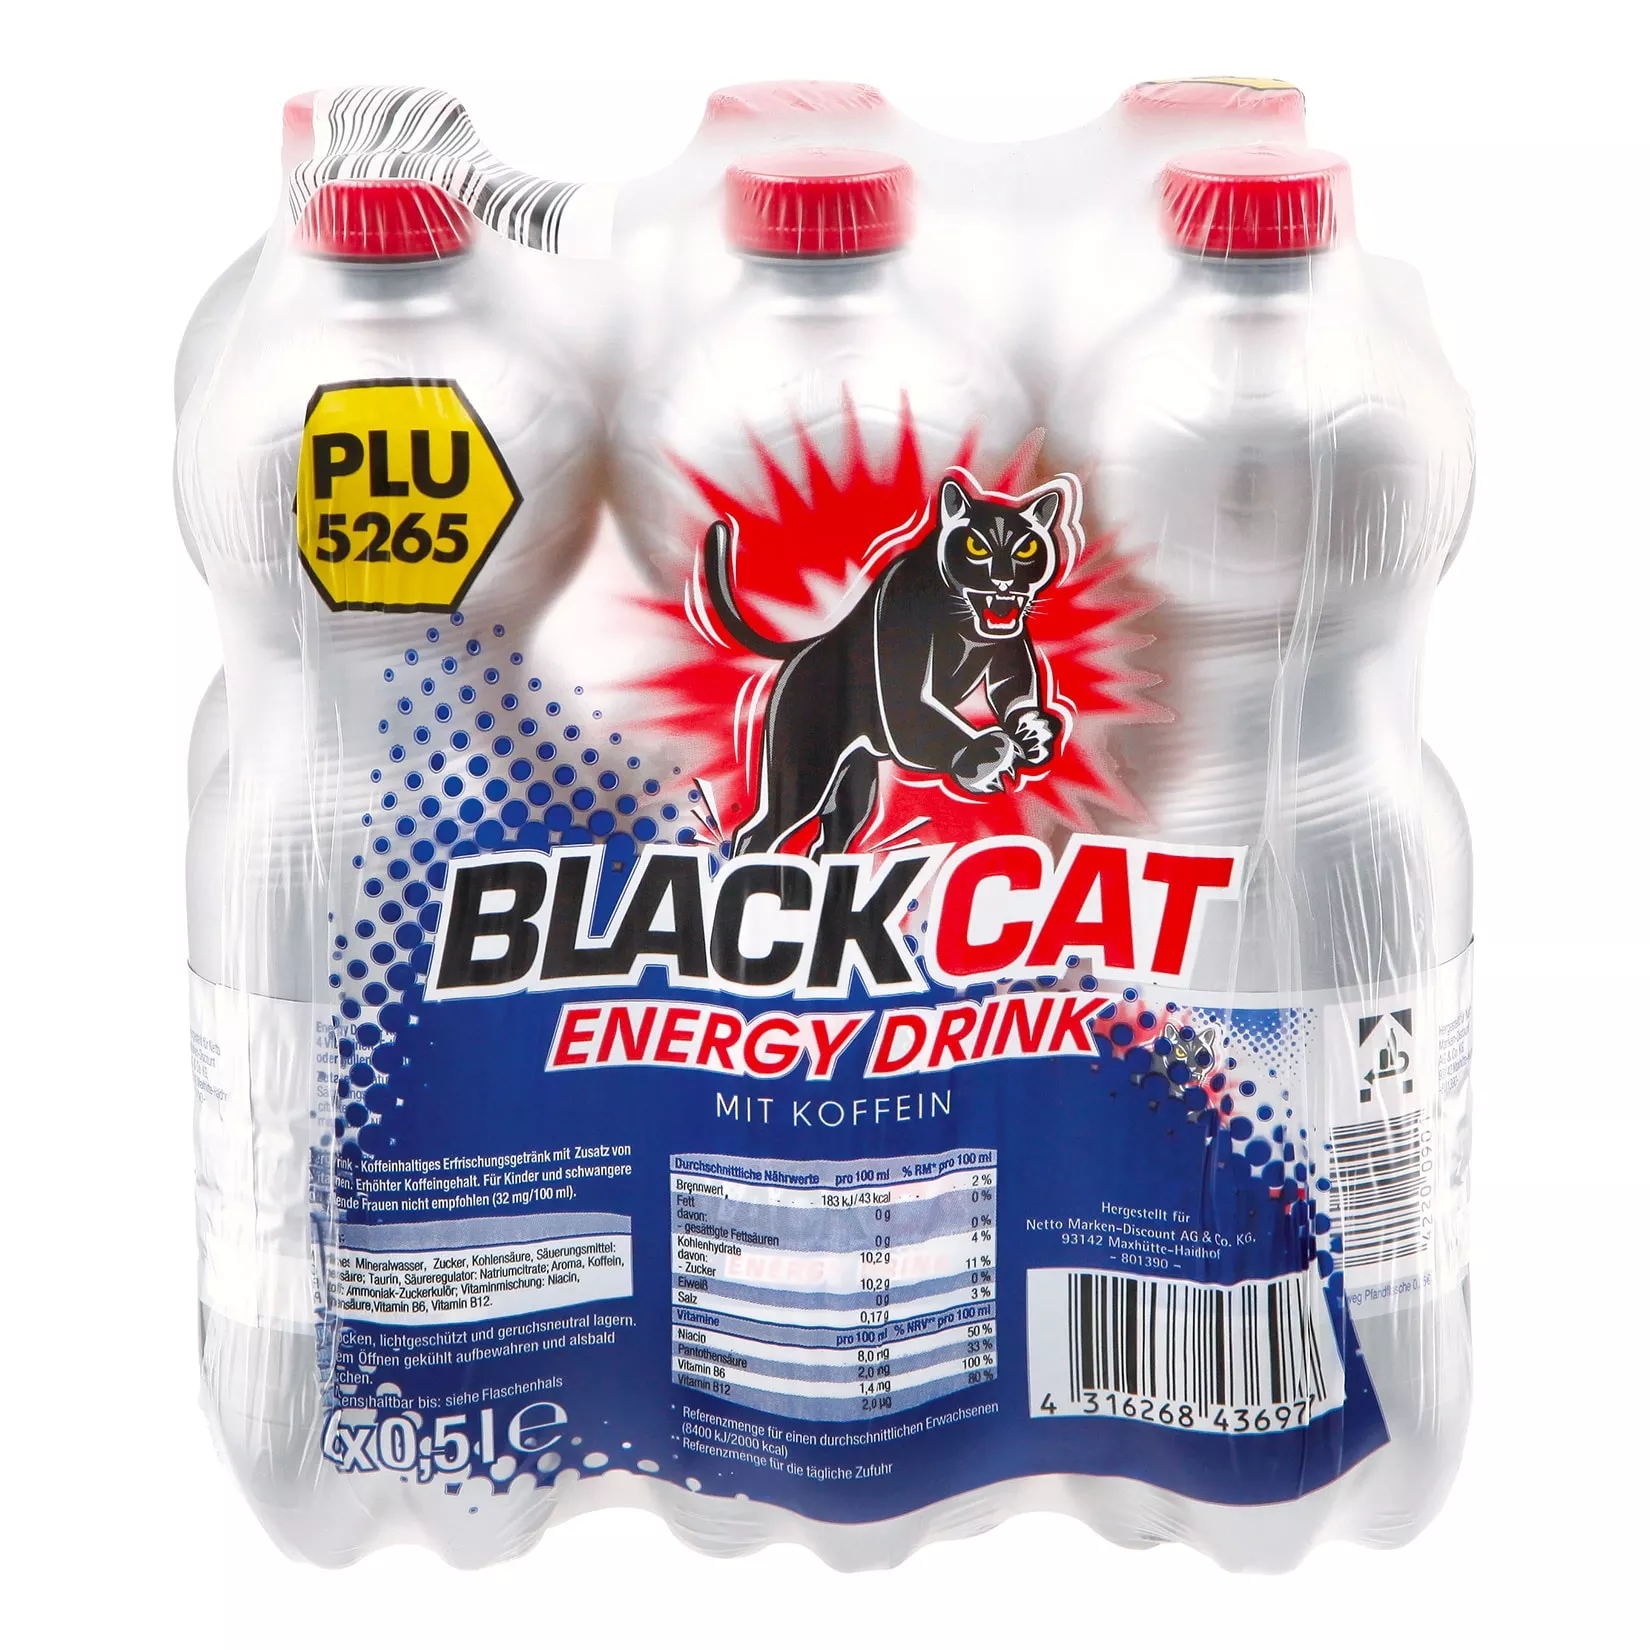 PLU
5265
BLACK CAT
ENERGY DRINK
MIT KOFFEIN
- Koffeinhaltiges Erfrischungsgetränk mit Zusatz von
Erhöhter Koffeingehalt. Für Kinder und schwangere
Frauen nicht empfohlen (32 mg/100 ml).
Mineralwasser, Zucker, Kohlensäure, Säuerungsmittel:
Taurin, Säureregulator: Natriumcitrate; Aroma, Koffein,
Ammoniak-Zuckerkulör; Vitaminmischung: Niacin,
Vitamin B6, Vitamin B12.
lichtgeschützt und geruchsneutral lagern.
Öffnen gekühlt aufbewahren und alsbald
haltbar bis: siehe Flaschenhals
x0,5 l e
Durchschnittliche Nährwerte pro 100 ml % RM* pro 100 ml
Brennwert 183 kJ/43 kcal 2 %
Fett 0 g 0 %
davon:
- gesättigte Fettsäuren 0 g 0 %
Kohlenhydrate 10,2 g 4 %
davon:
- Zucker 10,2 g 11 %
Eiweiß 0 g 0 %
Salz 0,17 g 3 %
Vitamine pro 100 ml % NRV** pro 100 ml
Niacin 8,0 mg 50 %
Pantothensäure 2,0 mg 33 %
Vitamin B6 1,4 mg 100 %
Vitamin B12 2,0 µg 80 %
* Referenzmenge für einen durchschnittlichen Erwachsenen
(8400 kJ/2000 kcal)
** Referenzmenge für die tägliche Zufuhr
Hergestellt für
Netto Marken-Discount AG & Co. KG.
93142 Maxhütte-Haidhof
- 801390 -
4 316268 436977